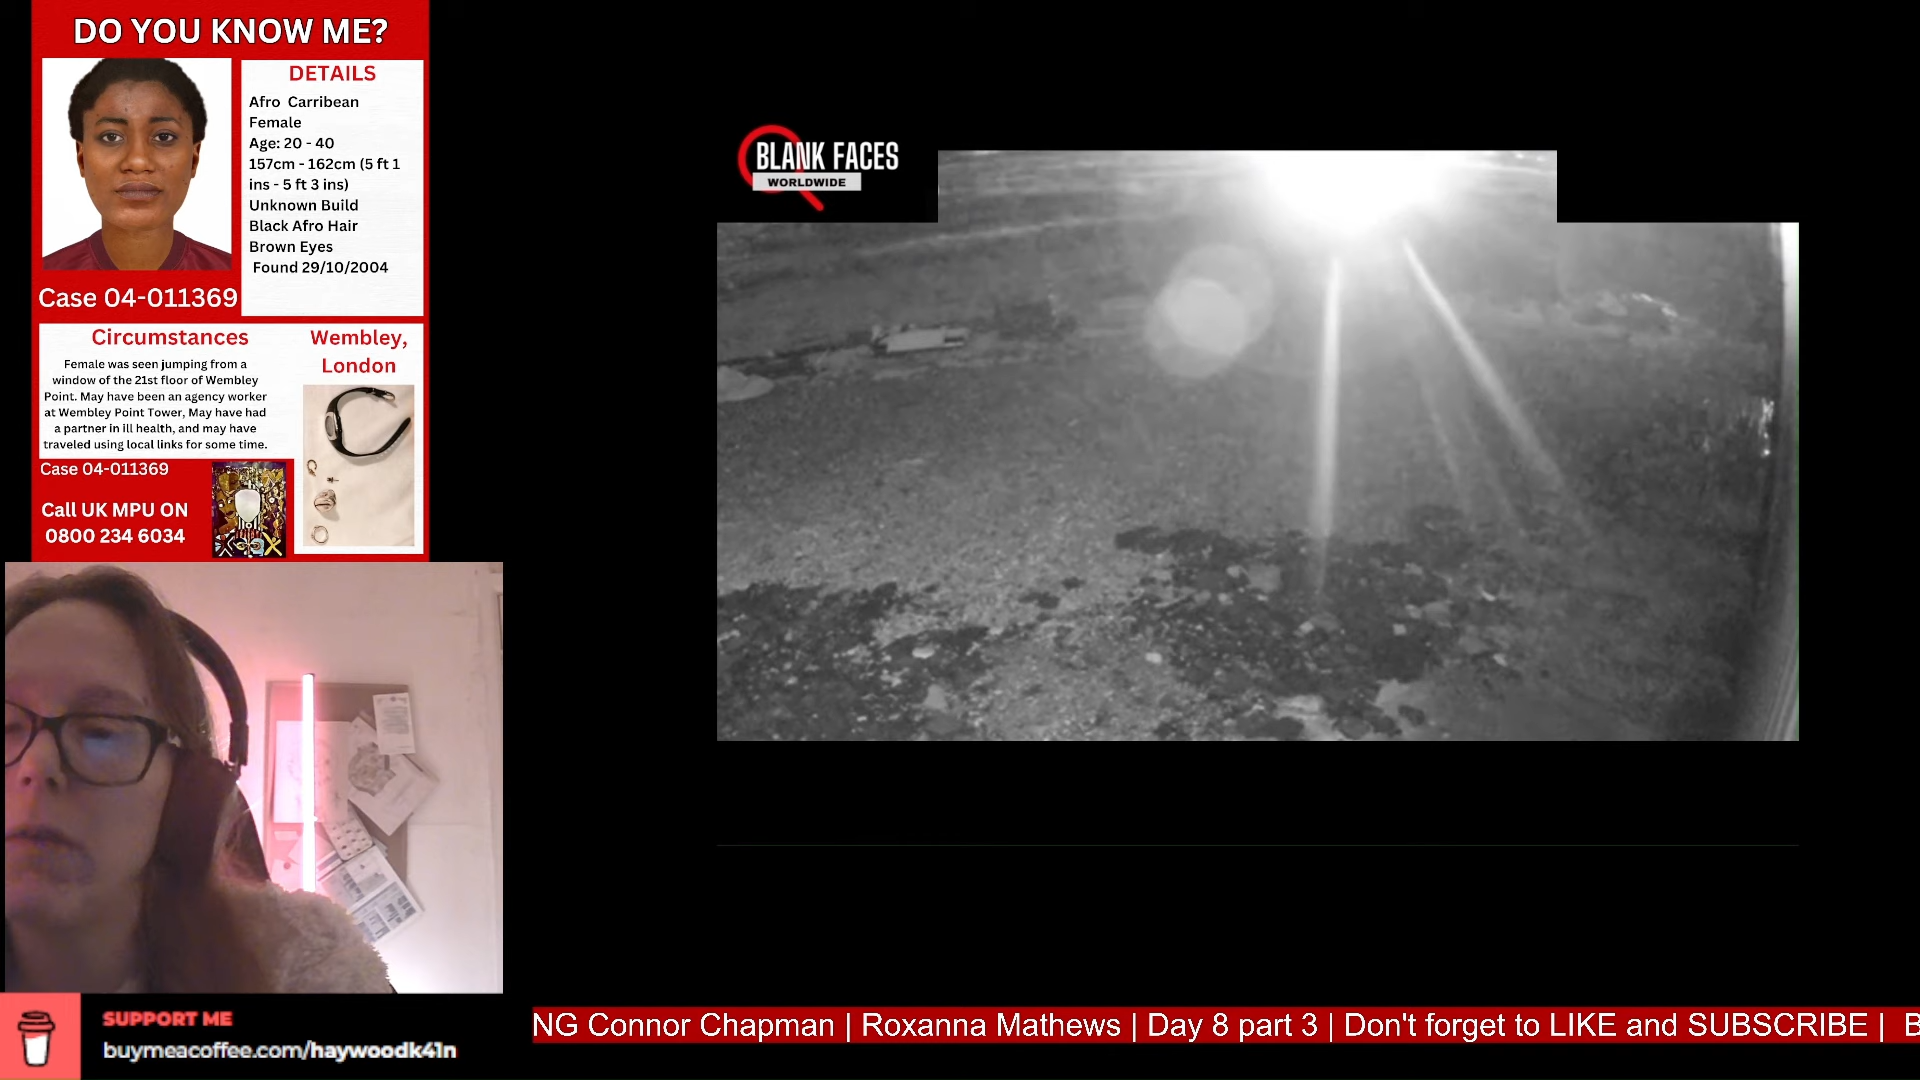 DO YOU KNOW ME?
DETAILS
Afro Carribean
Female
Age: 20 - 40
157cm - 162cm (5 ft 1
ins - 5 ft 3 ins)
Unknown Build
Black Afro Hair
Brown Eyes
Found 29/10/2004
Case 04-011369
Circumstances
Female was seen jumping from a
window of the 21st floor of Wembley
Point. May have been an agency worker
at Wembley Point Tower, May have had
a partner in ill health, and may have
traveled using local links for some time.
Wembley,
London
Case 04-011369
Call UK MPU ON
0800 234 6034
BLANK FACES
WORLDWIDE
SUPPORT ME
buymeacoffee.com/haywoodk41n
NG Connor Chapman | Roxanna Mathews | Day 8 part 3 | Don't forget to LIKE and SUBSCRIBE | B